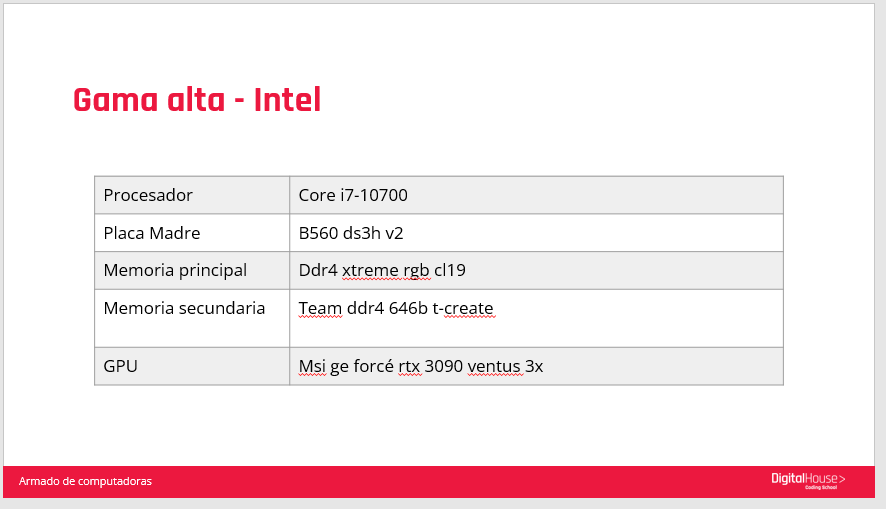 Gama alta - Intel
Procesador Core i7-10700
Placa Madre B560 ds3h v2
Memoria principal Ddr4 xtreme rgb cl19
Memoria secundaria Team ddr4 646b t-create
GPU Msi ge forcé rtx 3090 ventus 3x
Armado de computadoras DigitalHouse>
Coding School